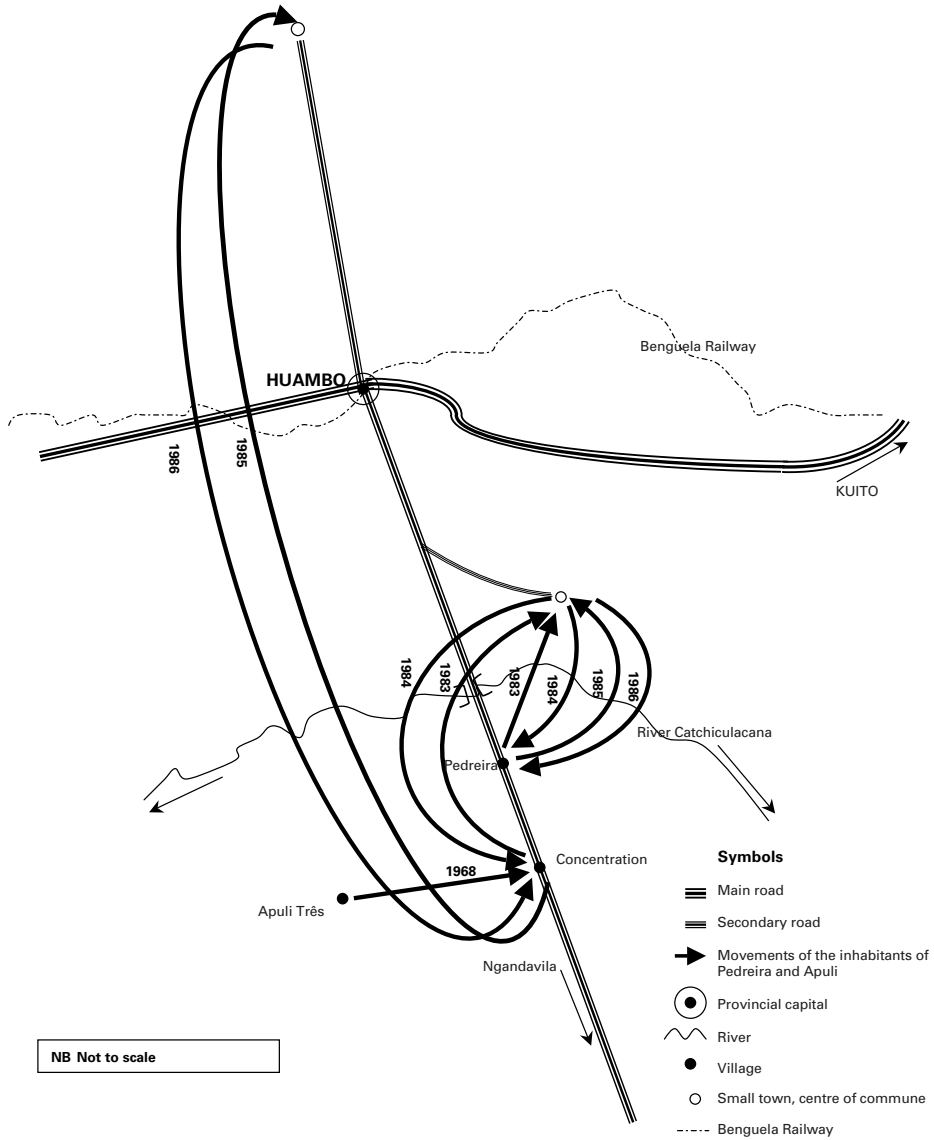 Benguela Railway
HUAMBO
1986
1985
KUITO
1984
1983
1983
1984
1985
1986
River Catchiculacana
Pedreira
Concentration
1968
Apuli Três
Ngandavila
NB Not to scale
Symbols
Main road
Secondary road
Movements of the inhabitants of
Pedreira and Apuli
Provincial capital
River
Village
Small town, centre of commune
Benguela Railway